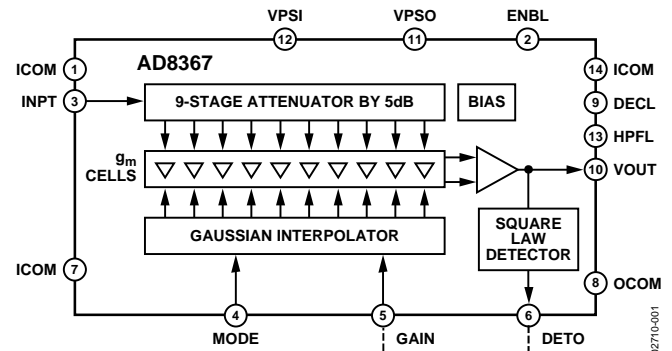 VPSI VPSO ENBL
12 11 2
ICOM 1 AD8367 14 ICOM
INPT 3 9-STAGE ATTENUATOR BY 5dB BIAS 9 DECL
13 HPFL
gm
CELLS 10 VOUT
GAUSSIAN INTERPOLATOR SQUARE
LAW
DETECTOR
ICOM 7 8 OCOM
4 5 6
MODE GAIN DETO